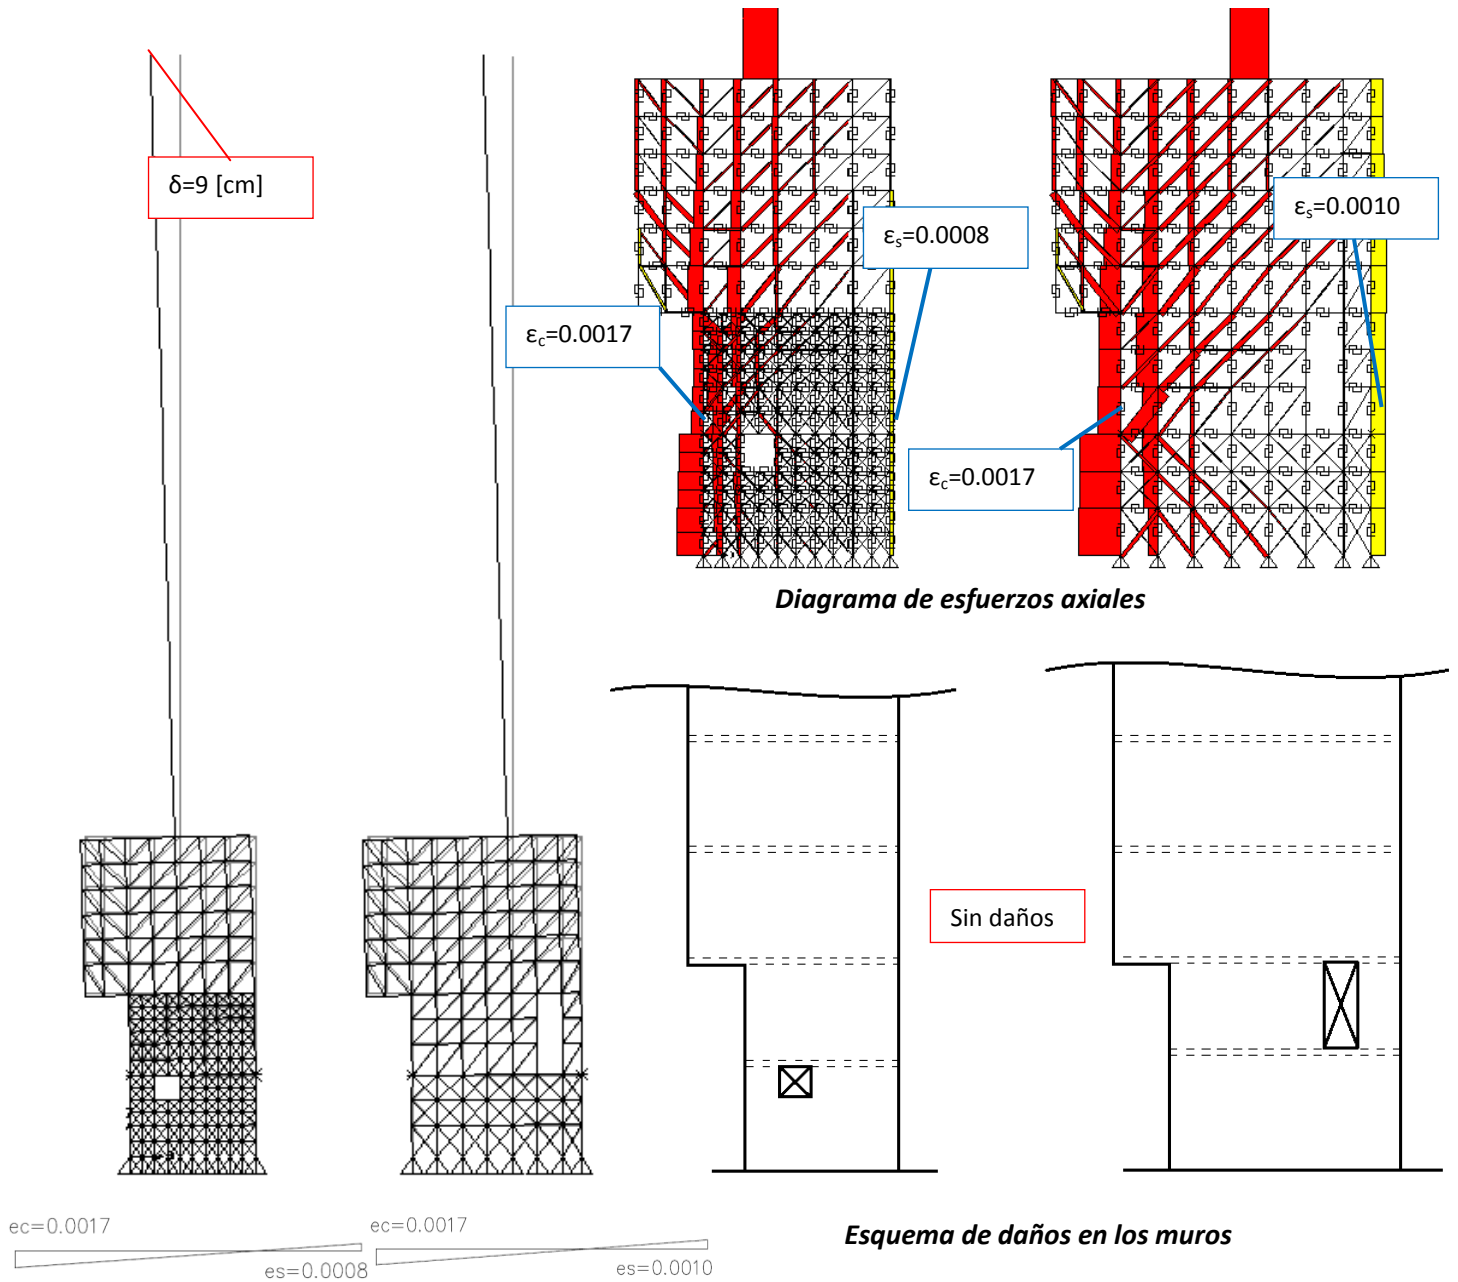 δ=9 [cm]
εs=0.0008
εs=0.0010
εc=0.0017
εc=0.0017
Diagrama de esfuerzos axiales
Sin daños
ec=0.0017
es=0.0008
ec=0.0017
es=0.0010
Esquema de daños en los muros